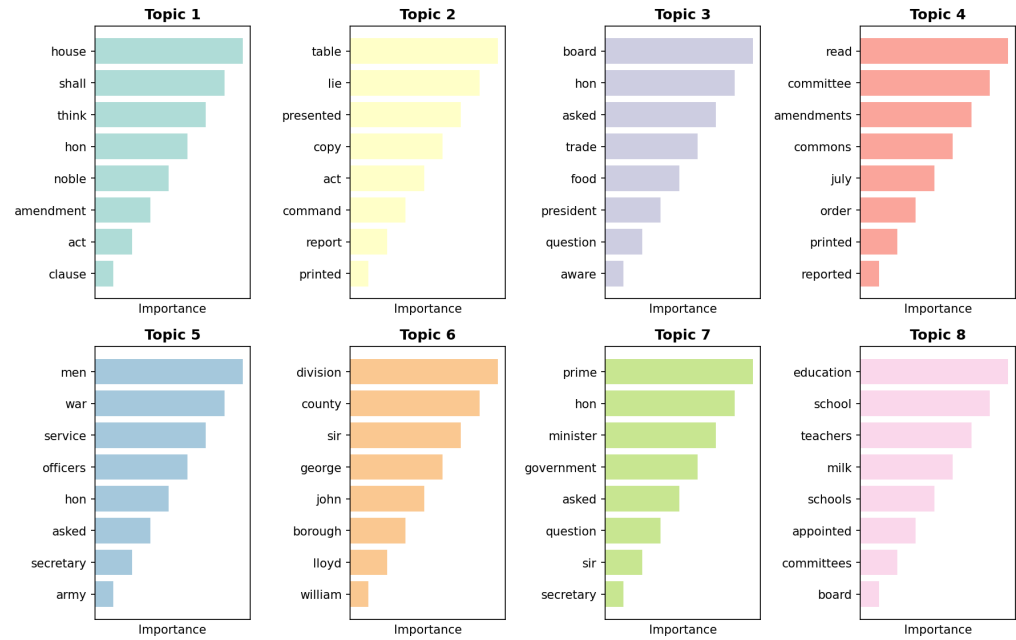 Topic 1
house
shall
think
hon
noble
amendment
act
clause
Importance
Topic 2
table
lie
presented
copy
act
command
report
printed
Importance
Topic 3
board
hon
asked
trade
food
president
question
aware
Importance
Topic 4
read
committee
amendments
commons
july
order
printed
reported
Importance
Topic 5
men
war
service
officers
hon
asked
secretary
army
Importance
Topic 6
division
county
sir
george
john
borough
lloyd
william
Importance
Topic 7
prime
hon
minister
government
asked
question
sir
secretary
Importance
Topic 8
education
school
teachers
milk
schools
appointed
committees
board
Importance